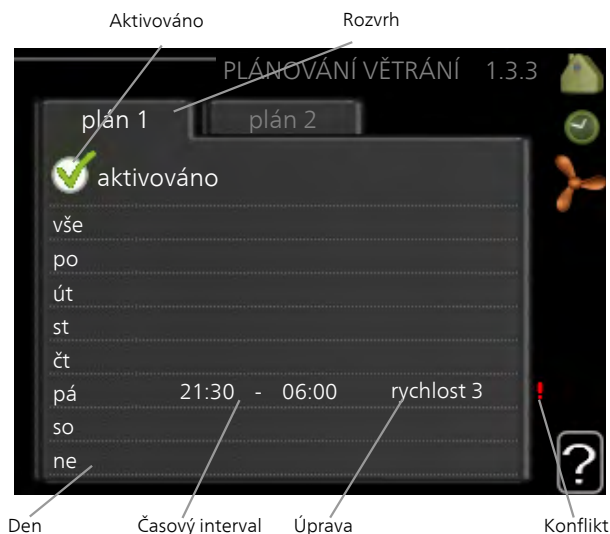 Aktivováno Rozvrh
PLÁNOVÁNÍ VĚTRÁNÍ 1.3.3
plán 1 plán 2
aktivováno
vše
po
út
st
čt
pá 21:30 - 06:00 rychlost 3 !
so
ne
?
Den Časový interval Úprava Konflikt